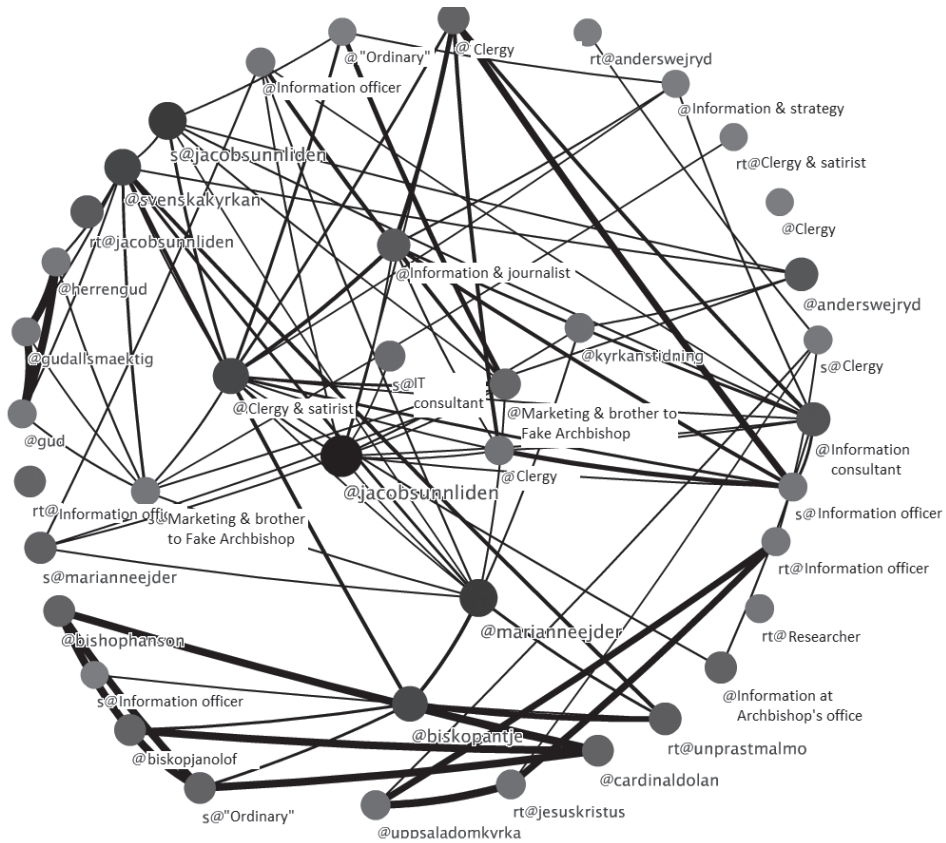 @"Ordinary"
@Clergy
rt@anderswejryd
@Information officer
@Information & strategy
s@jacobsunnliden
rt@Clergy & satirist
@svenskakyrkan
@Clergy
rt@jacobsunnliden
@Information & journalist
@herrengud
@anderswejryd
@gudallsmaektig
@kyrkanstidning
s@Clergy
s@IT
consultant
@Clergy & satirist
@Marketing & brother to
Fake Archbishop
@gud
@Information
consultant
@Clergy
@jacobsunnliden
rt@Information offic
s@Marketing & brother
to Fake Archbishop
s@Information officer
s@marianneejder
rt@Information officer
@marianneejder
rt@Researcher
@bishophanson
s@Information officer
@Information at
Archbishop's office
@biskopantje
rt@unprastmalmo
@biskopjanolof
@cardinaldolan
s@"Ordinary"
rt@jesuskristus
@uppsaladomkyrka